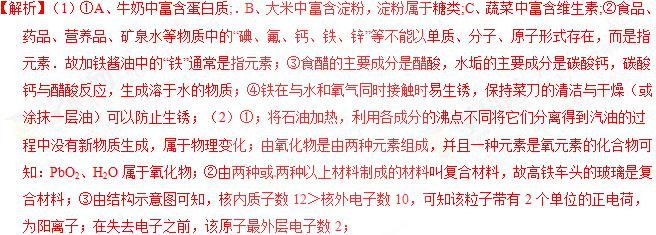 【解析】（1）①A、牛奶中富含蛋白质;．B、大米中富含淀粉，淀粉属于糖类;C、蔬菜中富含维生素;②食品、
药品、营养品、矿泉水等物质中的“碘、氟、钙、铁、锌”等不能以单质、分子、原子形式存在，而是指
元素．故加铁酱油中的“铁”通常是指元素；③食醋的主要成分是醋酸，水垢的主要成分是碳酸钙，碳酸
钙与醋酸反应，生成溶于水的物质；④铁在与水和氧气同时接触时易生锈，保持菜刀的清洁与干燥（或
涂抹一层油）可以防止生锈；（2）①；将石油加热，利用各成分的沸点不同将它们分离得到汽油的过
程中没有新物质生成，属于物理变化；由氧化物是由两种元素组成，并且一种元素是氧元素的化合物可
知：PbO₂、H₂O 属于氧化物；②由两种或两种以上材料制成的材料叫复合材料，故高铁车头的玻璃是复
合材料；③由结构示意图可知，核内质子数 12＞核外电子数 10，可知该粒子带有 2 个单位的正电荷，
为阳离子；在失去电子之前，该原子最外层电子数 2；